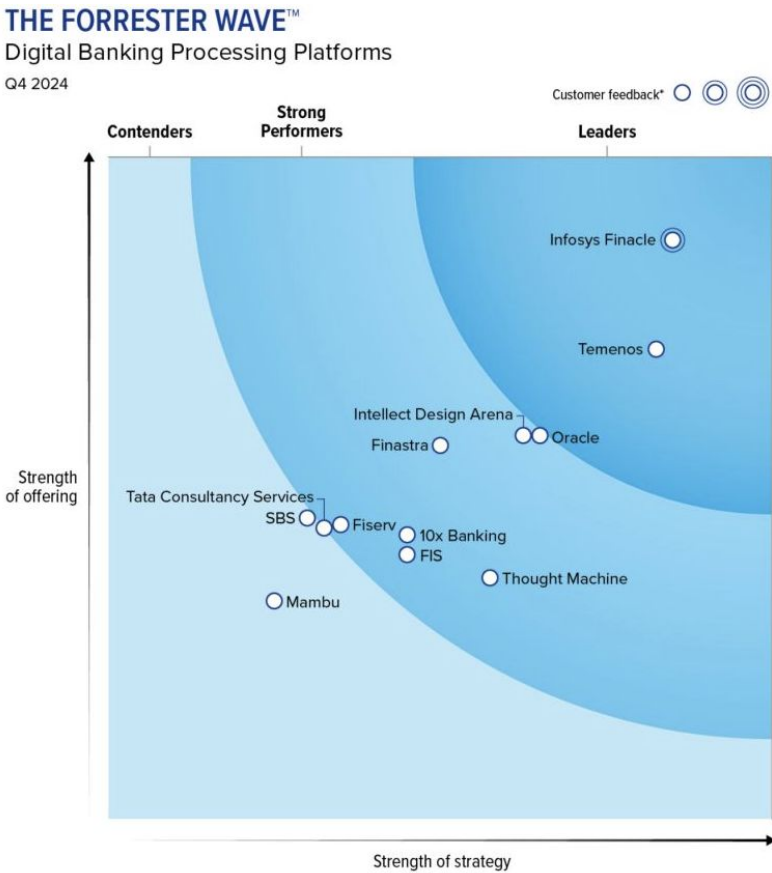 THE FORRESTER WAVE™
Digital Banking Processing Platforms
Q4 2024
Customer feedback*
Contenders
Strong
Performers
Leaders
Infosys Finacle
Temenos
Intellect Design Arena
Oracle
Finastra
Strength
of offering
Tata Consultancy Services
SBS
Fiserv
10x Banking
FIS
Thought Machine
Mambu
Strength of strategy